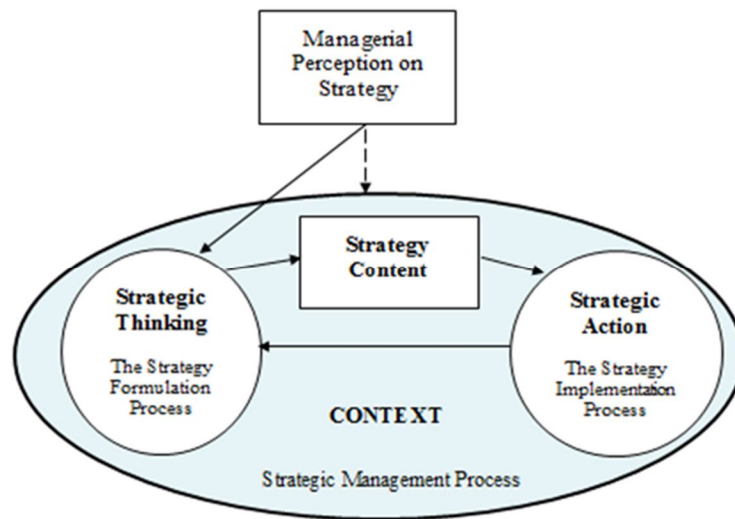 Managerial
Perception on
Strategy
Strategy
Content
Strategic
Thinking
The Strategy
Formulation
Process
Strategic
Action
The Strategy
Implementation
Process
CONTEXT
Strategic Management Process